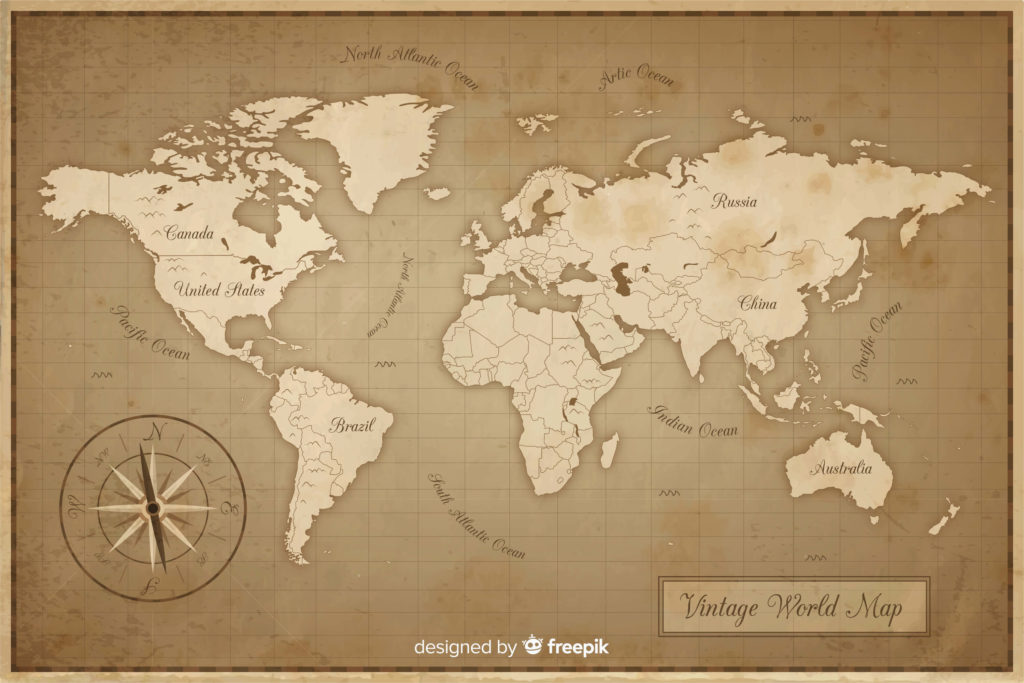 North Atlantic Ocean
Artic Ocean
Russia
Canada
United States
North Atlantic Ocean
China
Pacific Ocean
Pacific Ocean
Brazil
Indian Ocean
Australia
South Atlantic Ocean
N
E
S
W
Vintage World Map
designed by freepik